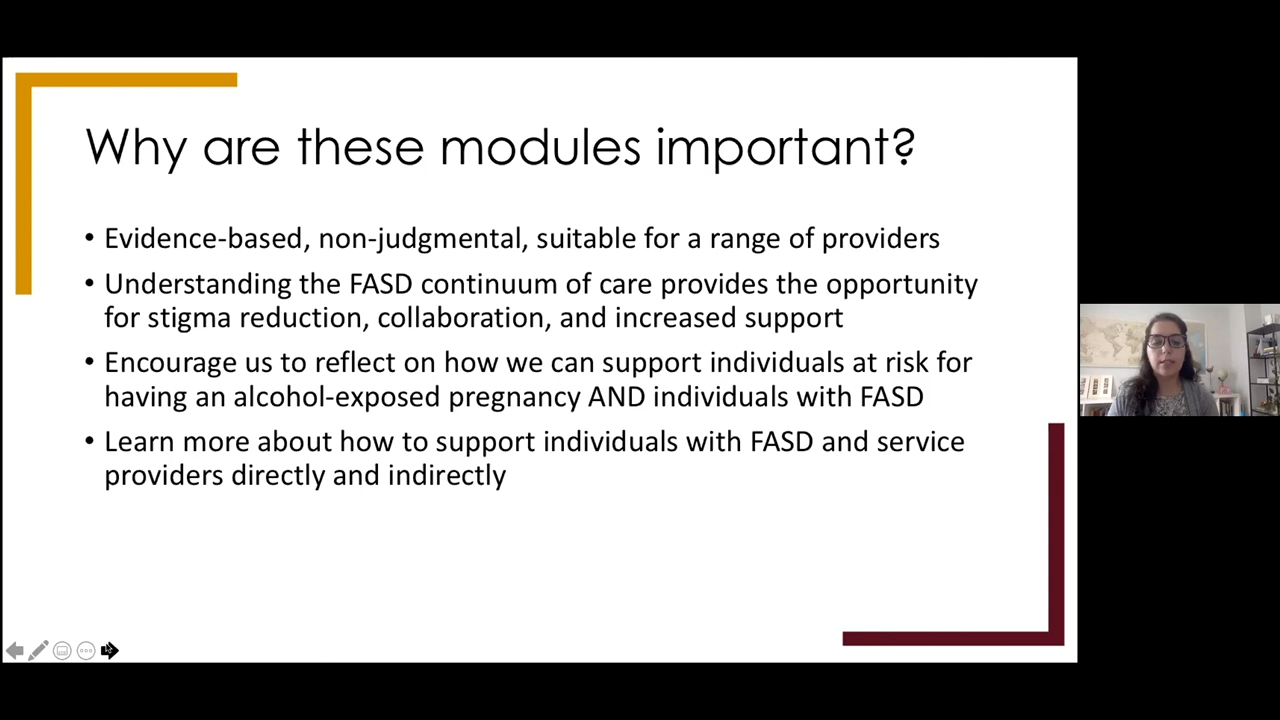 Why are these modules important?
• Evidence-based, non-judgmental, suitable for a range of providers
• Understanding the FASD continuum of care provides the opportunity
for stigma reduction, collaboration, and increased support
• Encourage us to reflect on how we can support individuals at risk for
having an alcohol-exposed pregnancy AND individuals with FASD
• Learn more about how to support individuals with FASD and service
providers directly and indirectly